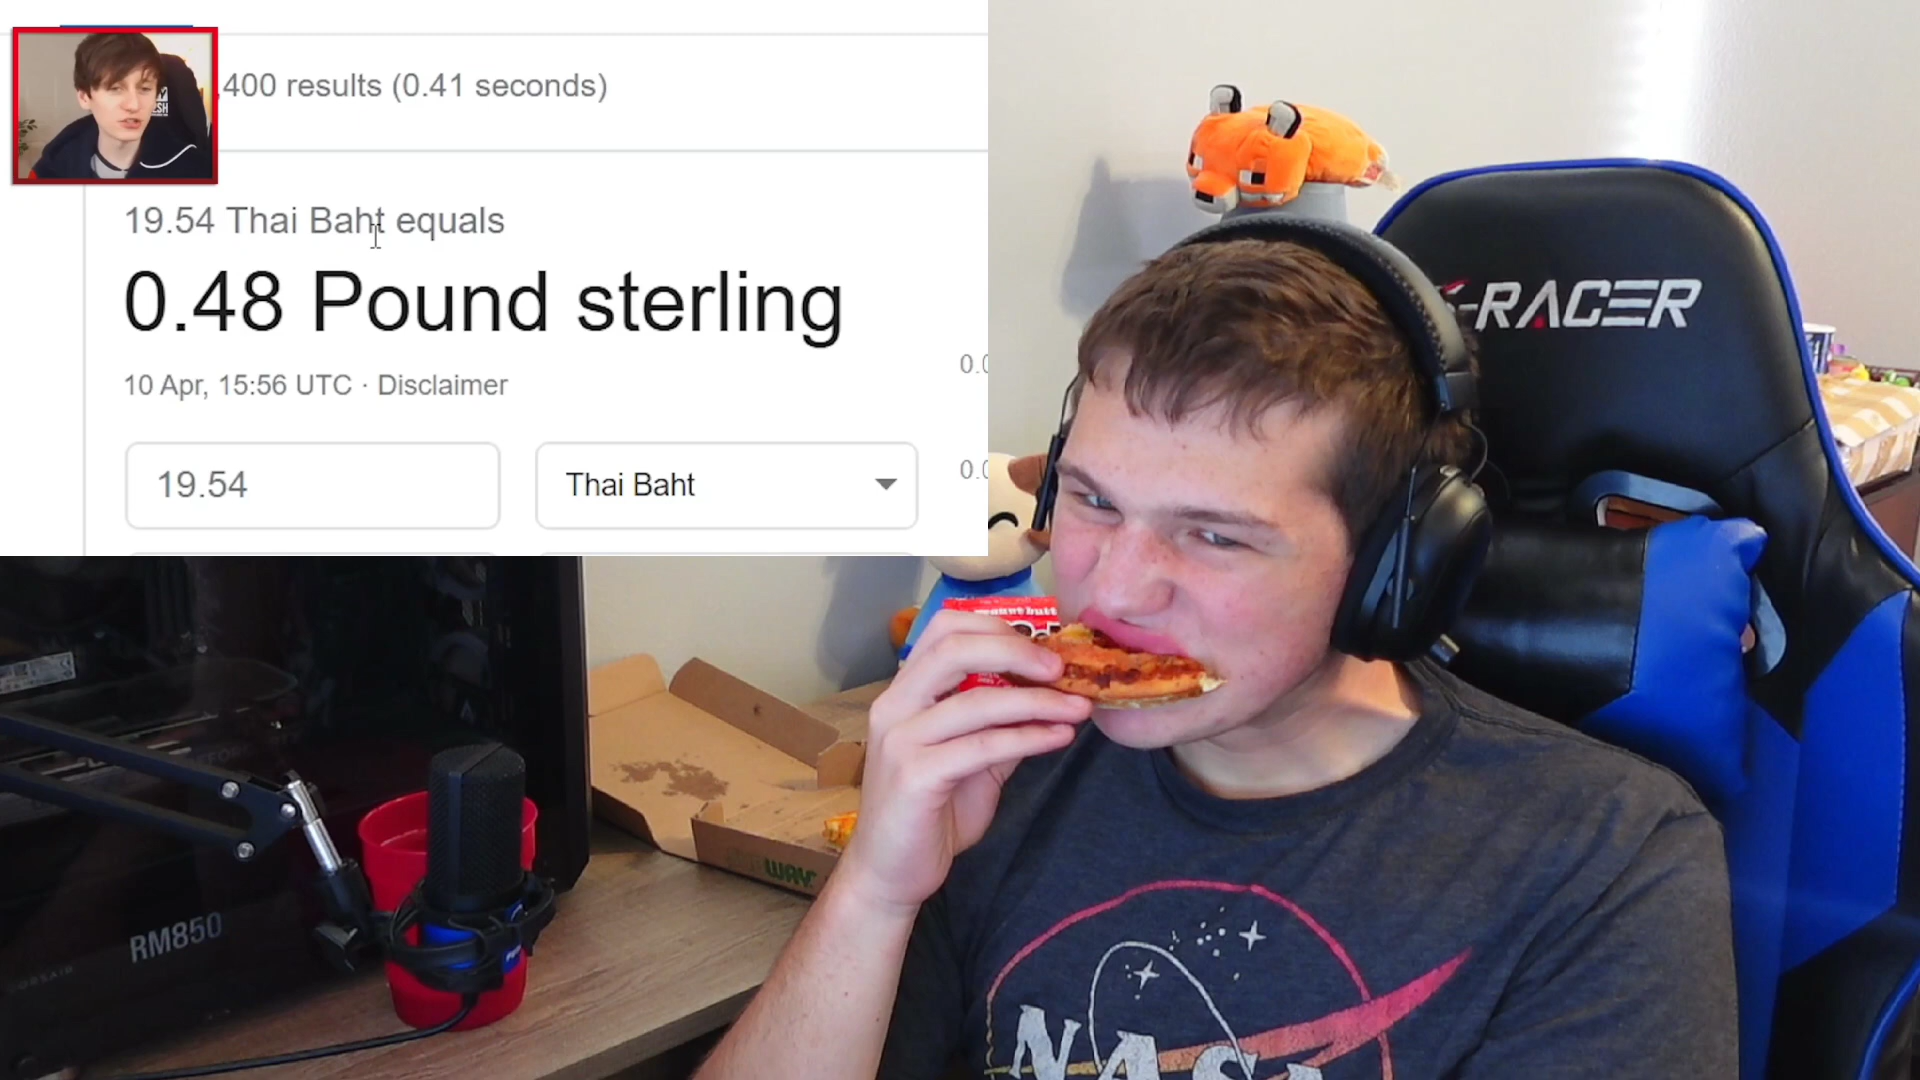 ,400 results (0.41 seconds)
19.54 Thai Baht equals
0.48 Pound sterling
10 Apr, 15:56 UTC · Disclaimer
19.54
Thai Baht
-RACER
WAY
RM850
NASA